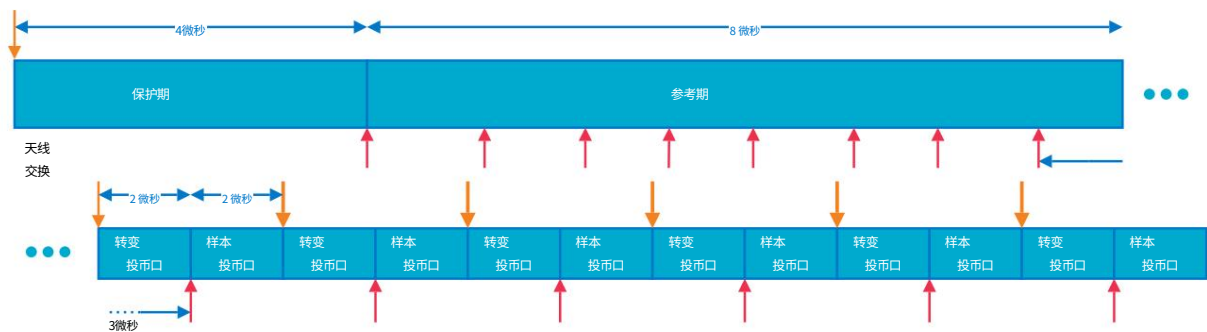 4微秒
8 微秒
保护期
参考期
天线
交换
2 微秒
2 微秒
转变
投币口
样本
投币口
转变
投币口
样本
投币口
转变
投币口
样本
投币口
转变
投币口
样本
投币口
转变
投币口
样本
投币口
转变
投币口
样本
投币口
3微秒